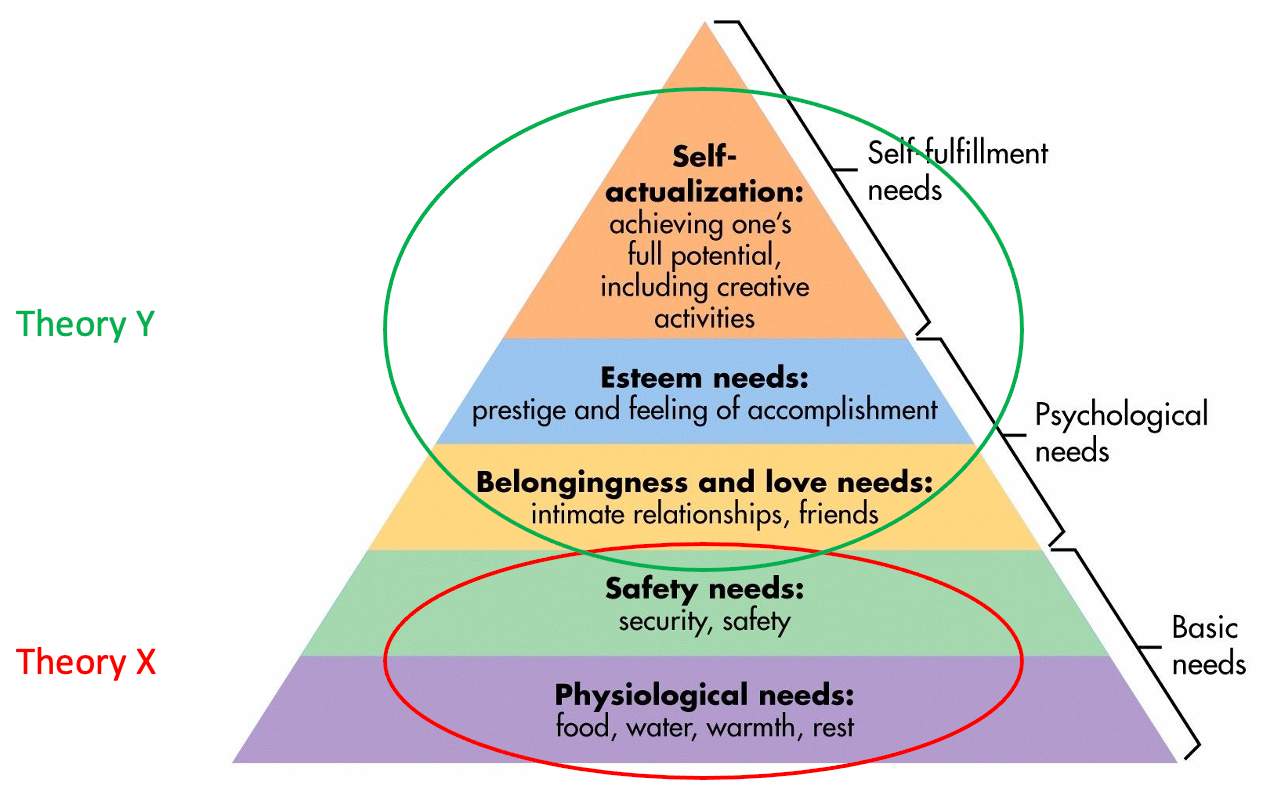 Self-
actualization:
achieving one's
full potential,
including creative
activities
Self-fulfillment
needs
Theory Y
Esteem needs:
prestige and feeling of accomplishment
Psychological
needs
Belongingness and love needs:
intimate relationships, friends
Safety needs:
security, safety
Basic
needs
Theory X
Physiological needs:
food, water, warmth, rest